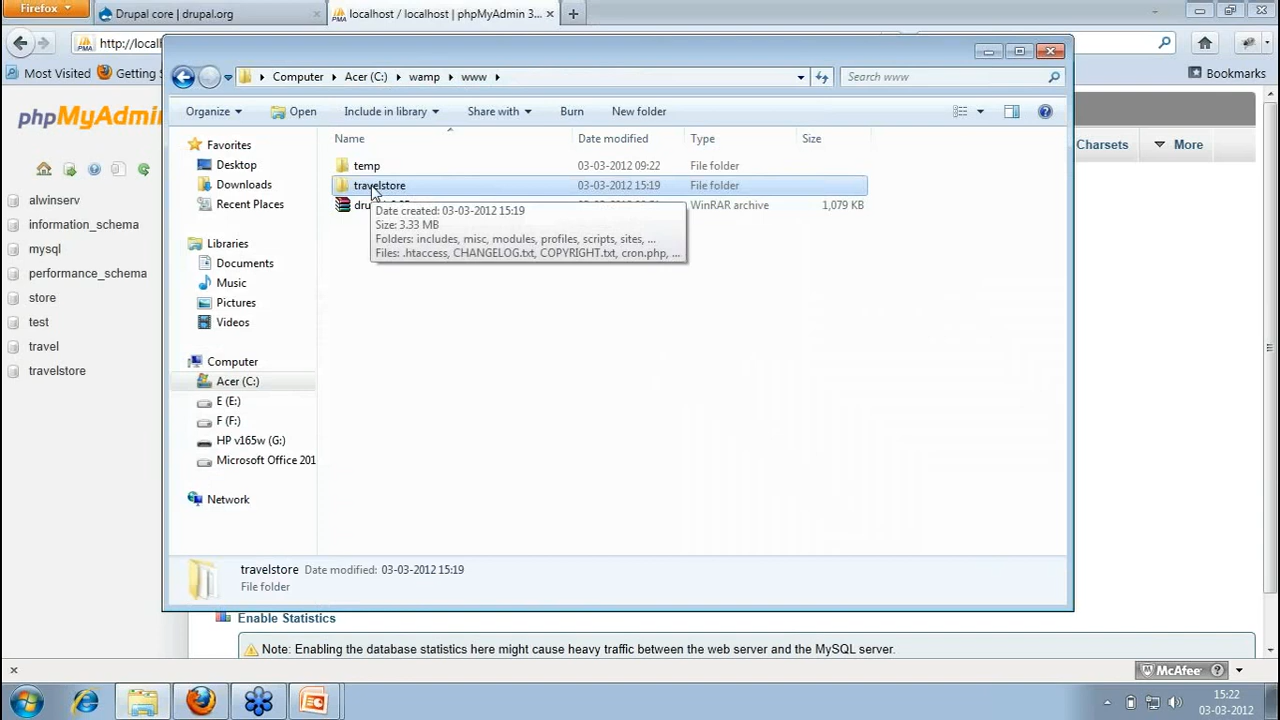 Firefox
Drupal core | drupal.org
localhost / localhost | phpMyAdmin 3...
http://local
Most Visited
Getting S
Bookmarks
phpMyAdmin
alwinserv
information_schema
mysql
performance_schema
store
test
travel
travelstore
Charsets
More
Computer
Acer (C:)
wamp
www
Search www
Organize
Open
Include in library
Share with
Burn
New folder
Favorites
Desktop
Downloads
Recent Places
Libraries
Documents
Music
Pictures
Videos
Computer
Acer (C:)
E (E:)
F (F:)
HP v165w (G:)
Microsoft Office 201
Network
Name
Date modified
Type
Size
temp
03-03-2012 09:22
File folder
travelstore
03-03-2012 15:19
File folder
WinRAR archive
1,079 KB
Date created: 03-03-2012 15:19
Size: 3.33 MB
Folders: includes, misc, modules, profiles, scripts, sites, ...
Files: .htaccess, CHANGELOG.txt, COPYRIGHT.txt, cron.php, ...
travelstore
Date modified: 03-03-2012 15:19
File folder
Enable Statistics
Note: Enabling the database statistics here might cause heavy traffic between the web server and the MySQL server.
McAfee
15:22
03-03-2012